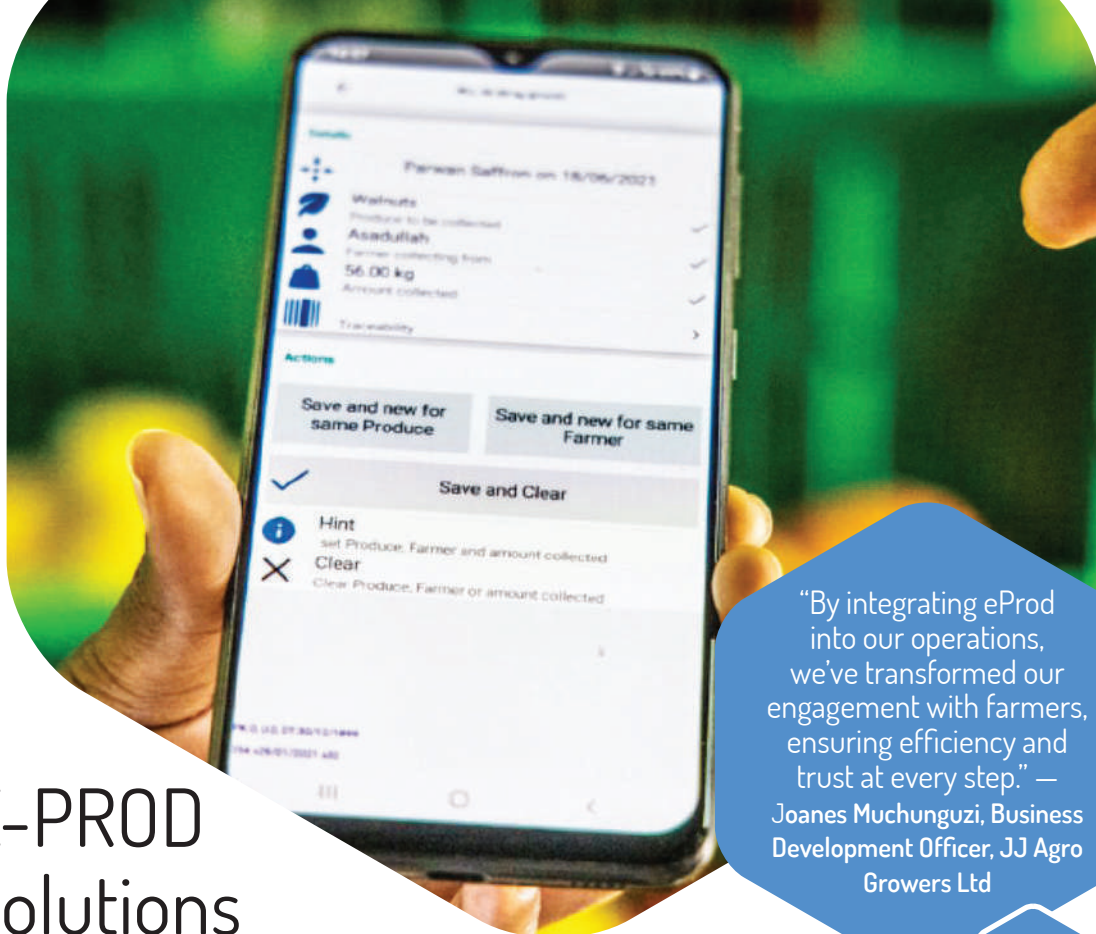 Details
Parwan Saffron on 18/06/2021
Walnuts
Produce to be collected
Asadullah
Farmer collecting from
56.00 kg
Amount collected
Traceability
Actions
Save and new for same Produce
Save and new for same Farmer
Save and Clear
Hint
set Produce, Farmer and amount collected
Clear
Clear Produce, Farmer or amount collected
“By integrating eProd
into our operations,
we’ve transformed our
engagement with farmers,
ensuring efficiency and
trust at every step.” —
Joanes Muchunguzi, Business
Development Officer, JJ Agro
Growers Ltd
-PROD
olutions